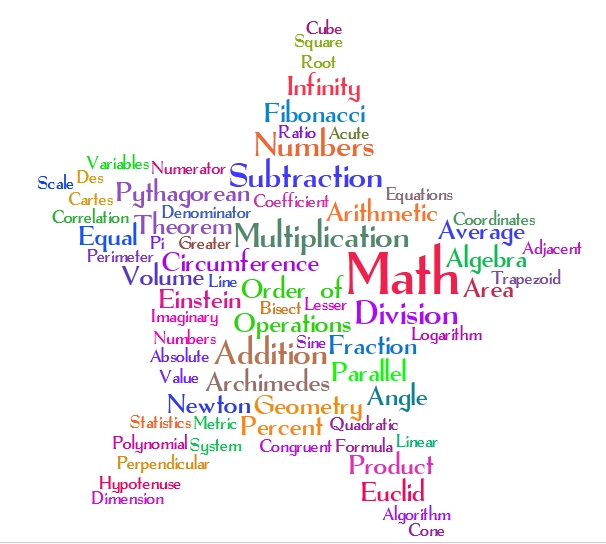 Cube
Square
Root
Infinity
Fibonacci
Ratio Acute
Numbers
Variables Numerator Subtraction
Scale Des
Pythagorean Coefficient Equations
Cartes
Correlation Theorem Denominator Arithmetic Coordinates
Equal Pi Greater Multiplication Average
Perimeter Circumference Math Algebra Adjacent
Volume Line Order of Area Trapezoid
Einstein Bisect Lesser Division
Imaginary Operations
Numbers Addition Sine Fraction Logarithm
Absolute
Value Archimedes Parallel
Newton Geometry Angle
Statistics Metric Percent Quadratic
Polynomial System Congruent Formula Linear
Perpendicular Product
Hypotenuse Euclid
Dimension
Algorithm
Cone